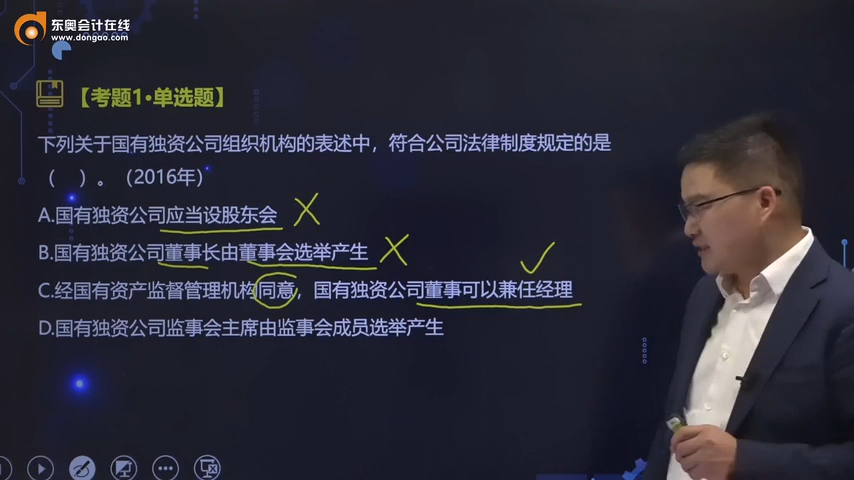 东奥会计在线
www.dongao.com
【考题1•单选题】
下列关于国有独资公司组织机构的表述中，符合公司法律制度规定的是
（ ）。（2016年）
A.国有独资公司应当设股东会
B.国有独资公司董事长由董事会选举产生
C.经国有资产监督管理机构同意，国有独资公司董事可以兼任经理
D.国有独资公司监事会主席由监事会成员选举产生